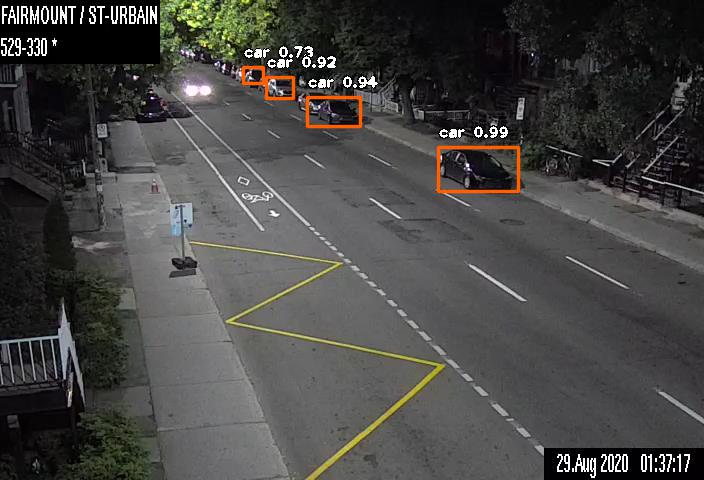 FAIRMOUNT / ST-URBAIN
529-330 *
car 0.73
car 0.92
car 0.94
car 0.99
29.Aug 2020 01:37:17